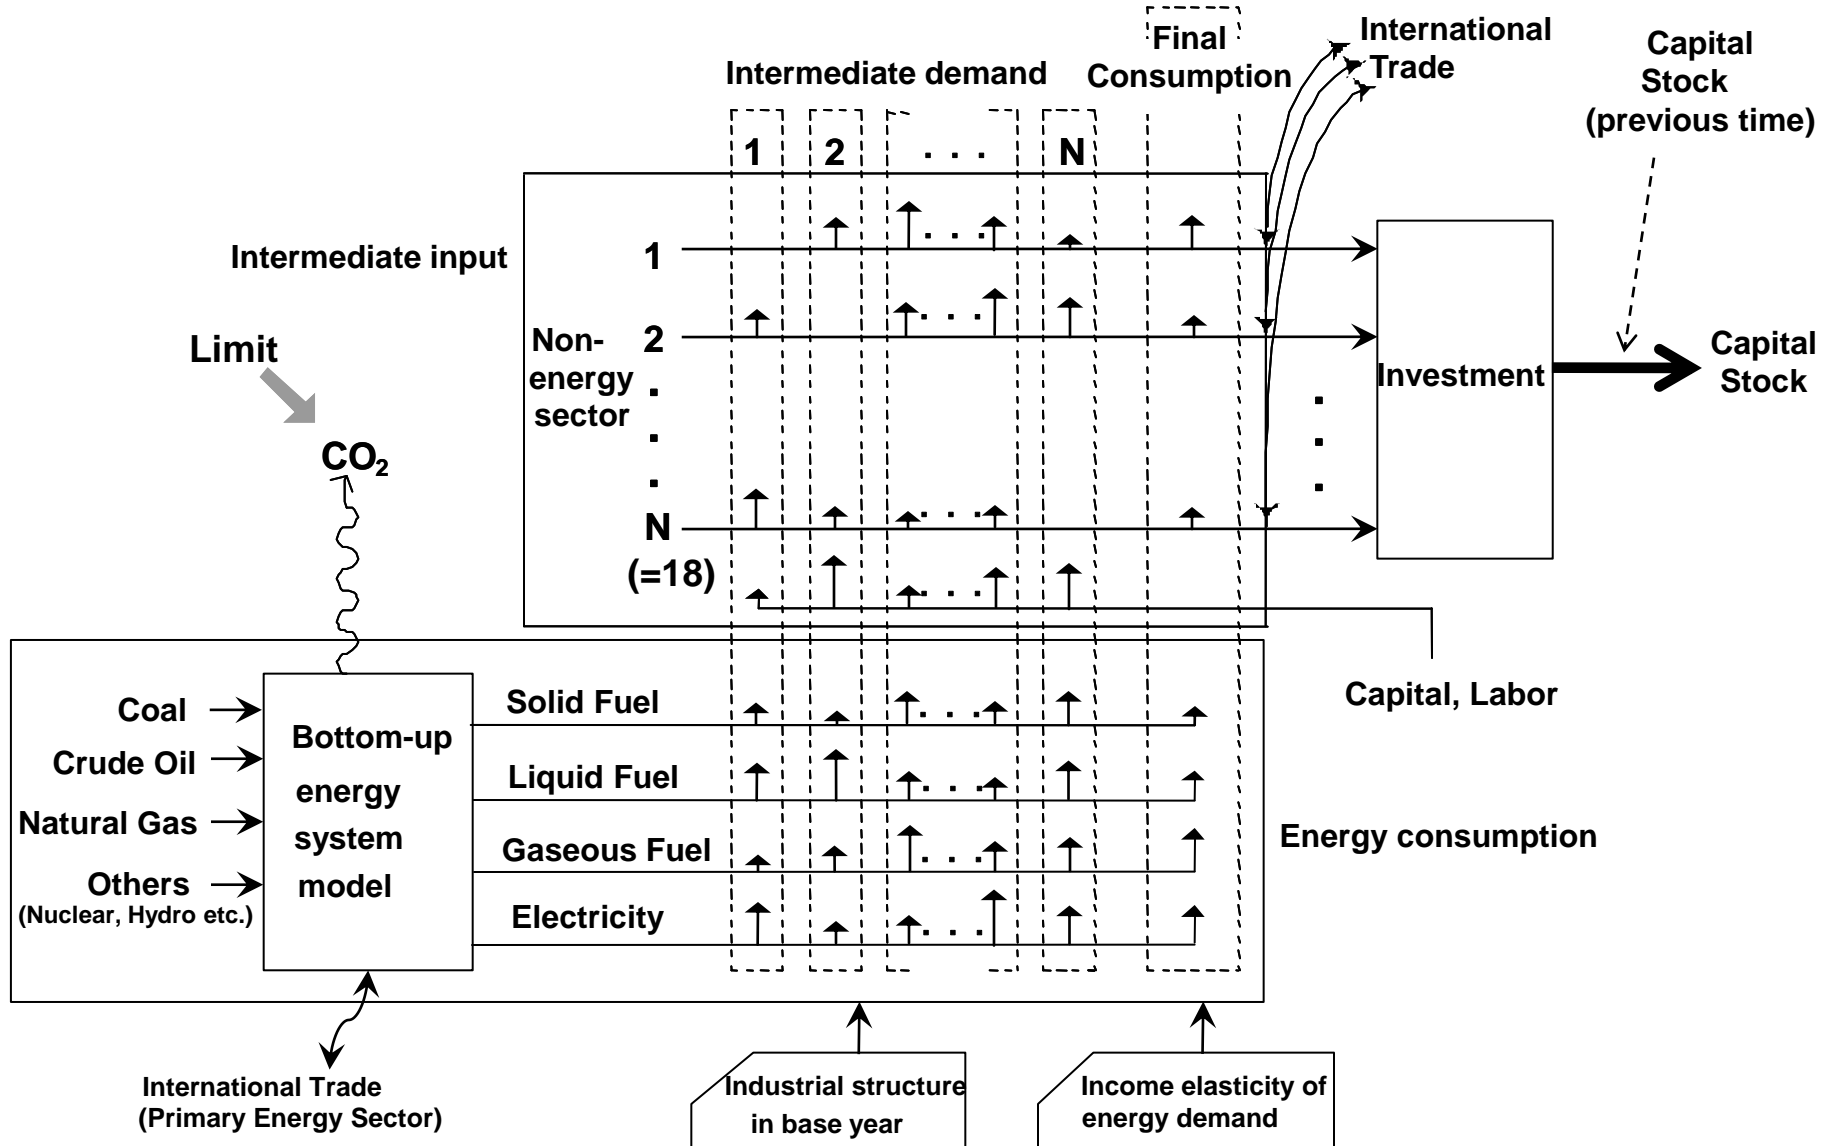 Final
Consumption
International
Trade
Capital
Stock
(previous time)
Intermediate demand
1 2 . . . N
Intermediate input
1
. . .
Non-
energy
sector
2
. . .
Limit
CO₂
N
(=18)
. . .
. . .
Investment
Capital
Stock
Capital, Labor
Coal
Crude Oil
Natural Gas
Others
(Nuclear, Hydro etc.)
Bottom-up
energy
system
model
Solid Fuel
. . .
Liquid Fuel
. . .
Gaseous Fuel
. . .
Electricity
. . .
Energy consumption
International Trade
(Primary Energy Sector)
Industrial structure
in base year
Income elasticity of
energy demand